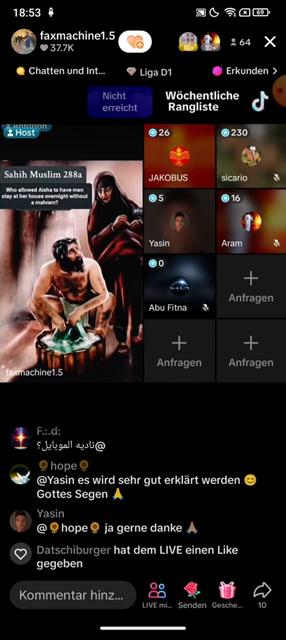 18:53
69
faxmachine1.5
37.7K
64
Chatten und Int...
Liga D1
Erkunden >
Nicht erreicht
Wöchentliche Rangliste
Host
Sahih Muslim 288a
Who allowed Aisha to have men
stay at her house overnight without
a mahram?
faxmachine1.5
26
JAKOBUS
230
sicario
5
Yasin
16
Aram
0
Abu Fitna
Anfragen
Anfragen
Anfragen
F.:.d:
@ناديه الموبايل؟
🌻hope🌻
@Yasin es wird sehr gut erklärt werden 😊
Gottes Segen 🙏
Yasin
@🌻hope🌻 ja gerne danke 🙏🏽
Datschiburger hat dem LIVE einen Like
gegeben
Kommentar hinz...
LIVE mi...
Senden
Gesche...
10